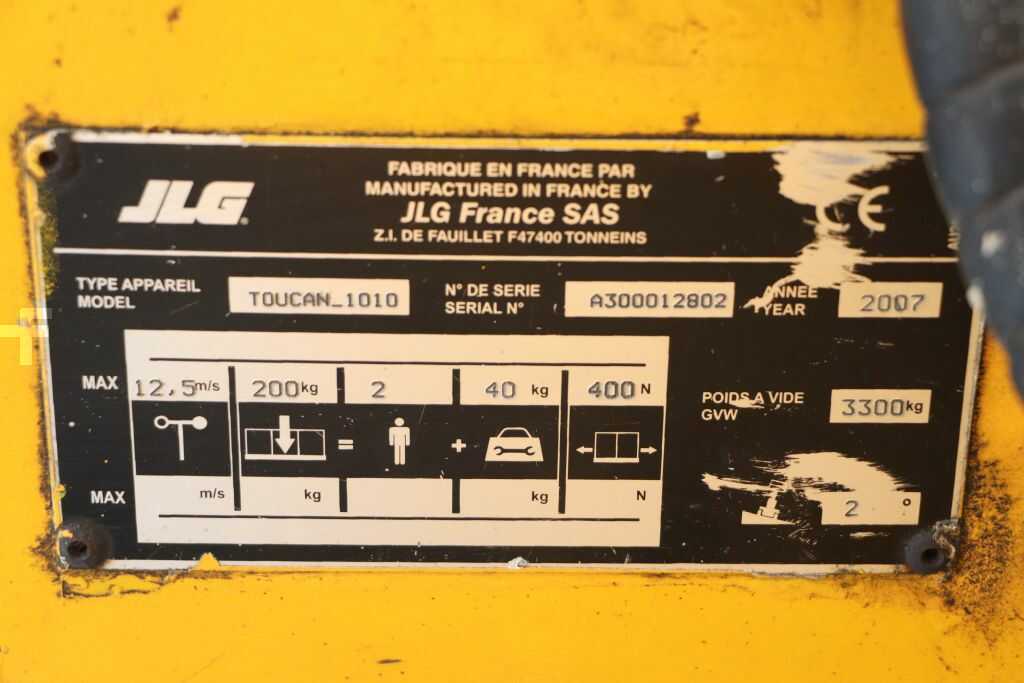 JLG
FABRIQUE EN FRANCE PAR
MANUFACTURED IN FRANCE BY
JLG France SAS
Z.I. DE FAUILLET F47400 TONNEINS
CE
TYPE APPAREIL
MODEL
TOUCAN_1010
N° DE SERIE
SERIAL N°
A300012802
ANNEE
YEAR
2007
MAX 12,5 m/s 200 kg 2 40 kg 400 N
= +
MAX m/s kg kg N
POIDS A VIDE
GVW
3300 kg
2 °